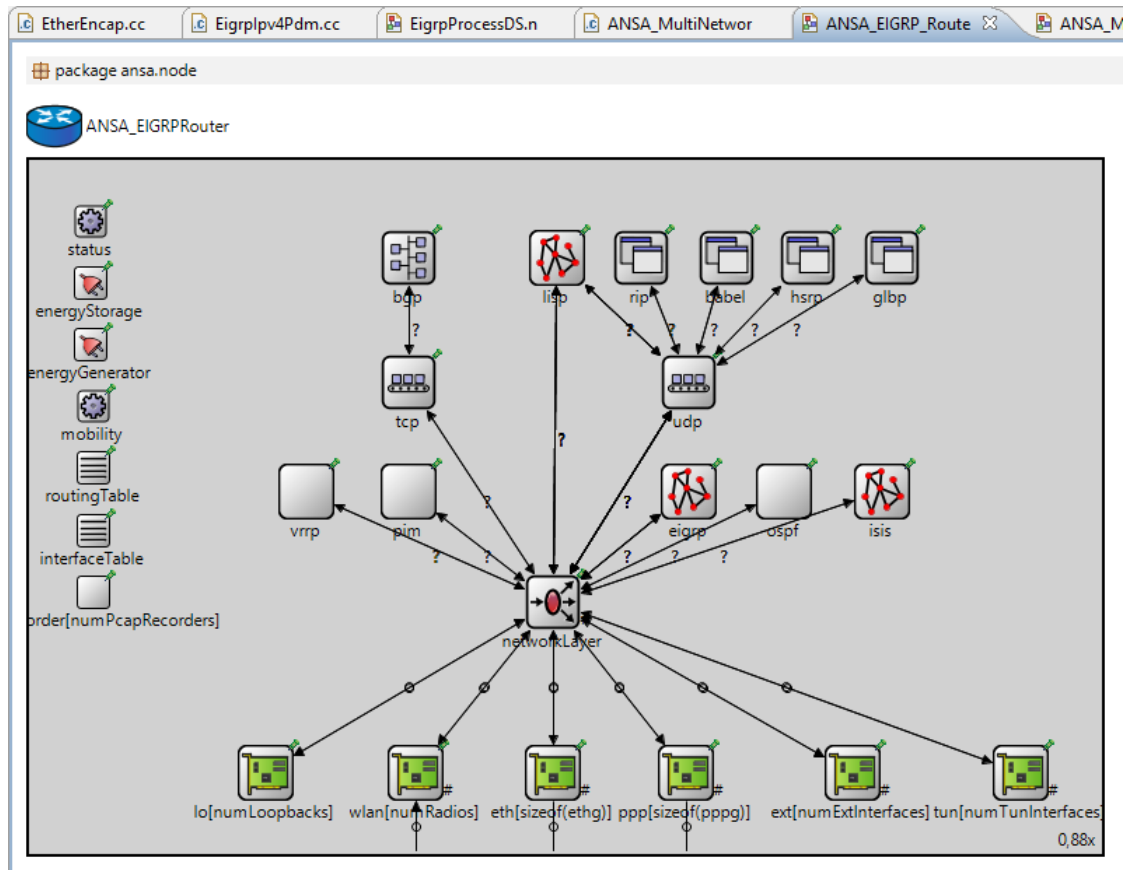 EtherEncap.cc
EigrpIpv4Pdm.cc
EigrpProcessDS.n
ANSA_MultiNetwor
ANSA_EIGRP_Route
ANSA_M
package ansa.node
ANSA_EIGRPRouter
status
energyStorage
energyGenerator
mobility
routingTable
interfaceTable
order[numPcapRecorders]
bgp
lisp
rip
babel
hsrp
glbp
?
?
?
?
?
?
tcp
udp
?
?
?
vrrp
pim
eigrp
ospf
isis
?
?
?
?
?
networkLayer
lo[numLoopbacks]
wlan[numRadios]
eth[sizeof(ethg)]
ppp[sizeof(pppg)]
ext[numExtInterfaces]
tun[numTunInterfaces]
#
#
#
#
#
0,88x